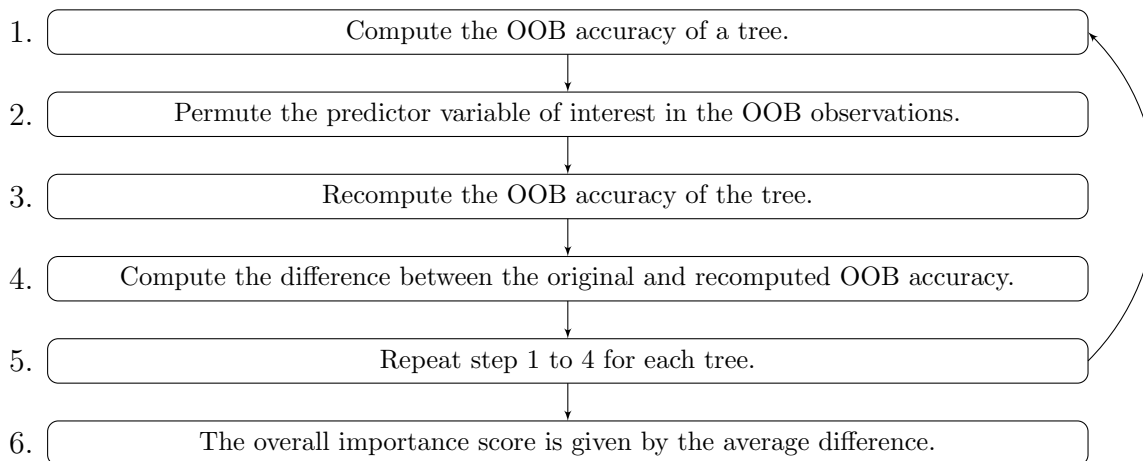 1. Compute the OOB accuracy of a tree.
2. Permute the predictor variable of interest in the OOB observations.
3. Recompute the OOB accuracy of the tree.
4. Compute the difference between the original and recomputed OOB accuracy.
5. Repeat step 1 to 4 for each tree.
6. The overall importance score is given by the average difference.